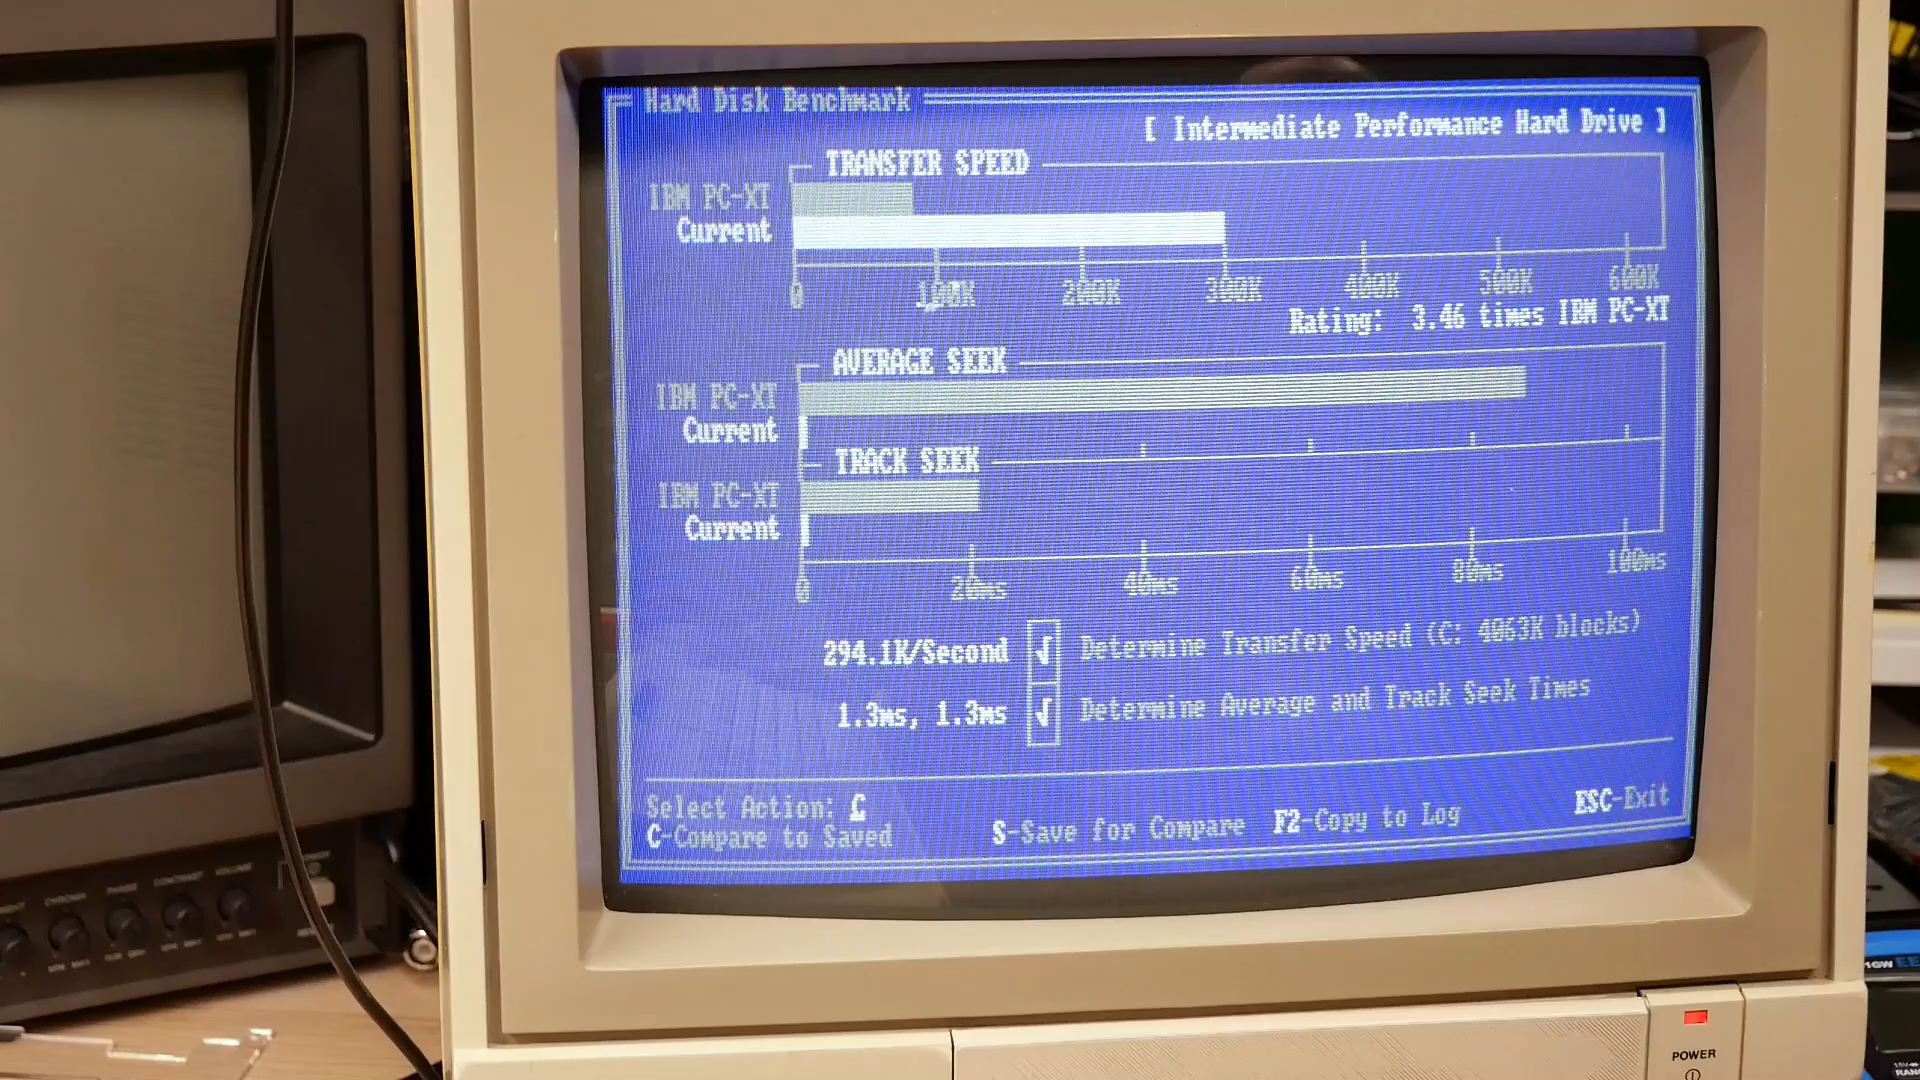 Hard Disk Benchmark
[ Intermediate Performance Hard Drive ]
TRANSFER SPEED
IBM PC-XT
Current
0 100K 200K 300K 400K 500K 600K
Rating: 3.46 times IBM PC-XT
AVERAGE SEEK
IBM PC-XT
Current
TRACK SEEK
IBM PC-XT
Current
0 20ms 40ms 60ms 80ms 100ms
294.1K/Second √ Determine Transfer Speed (C: 4063K blocks)
1.3ms, 1.3ms √ Determine Average and Track Seek Times
Select Action: C
C-Compare to Saved S-Save for Compare F2-Copy to Log ESC-Exit
POWER
CHROMA PHASE CONTRAST VOLUME